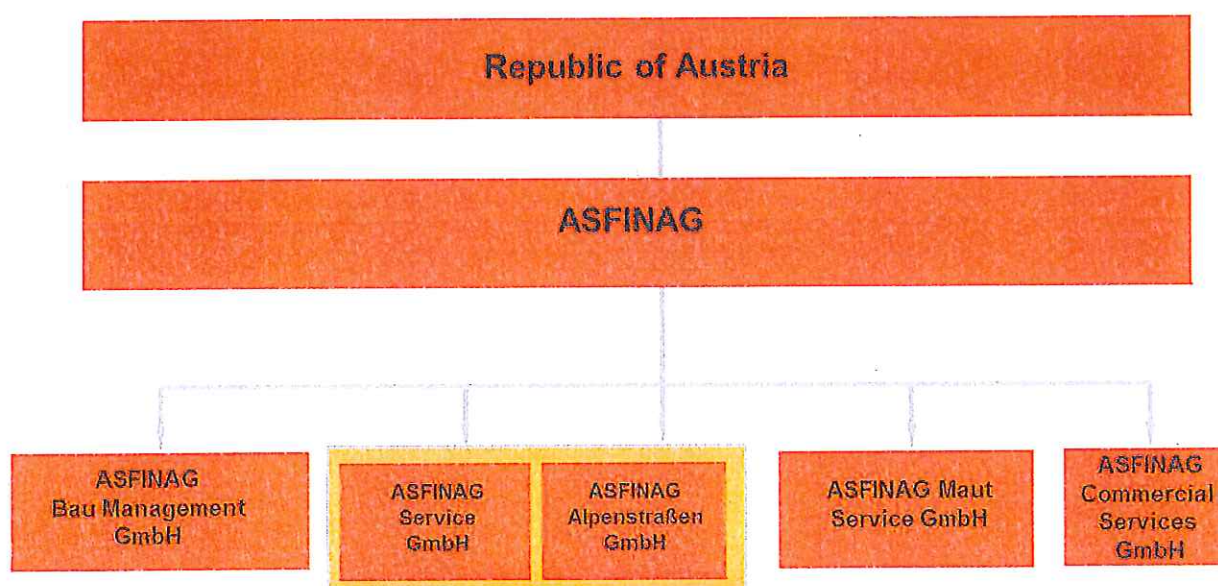 Republic of Austria
ASFINAG
ASFINAG
Bau Management
GmbH
ASFINAG
Service
GmbH
ASFINAG
Alpenstraßen
GmbH
ASFINAG Maut
Service GmbH
ASFINAG
Commercial
Services
GmbH